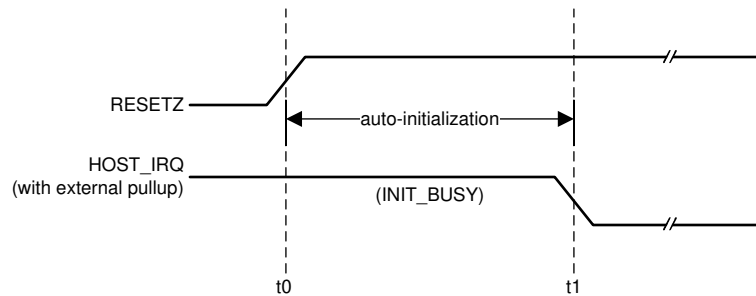 RESETZ
auto-initialization
HOST_IRQ
(with external pullup)
(INIT_BUSY)
t0
t1